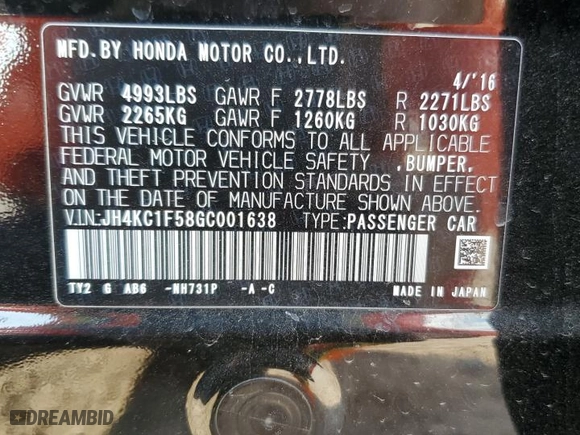 MFD.BY HONDA MOTOR CO.,LTD.
4/'16
GVWR 4993LBS GAWR F 2778LBS R 2271LBS
GVWR 2265KG GAWR F 1260KG R 1030KG
THIS VEHICLE CONFORMS TO ALL APPLICABLE
FEDERAL MOTOR VEHICLE SAFETY ,BUMPER,
AND THEFT PREVENTION STANDARDS IN EFFECT
ON THE DATE OF MANUFACTURE SHOWN ABOVE.
V.IN:JH4KC1F58GC001638 TYPE:PASSENGER CAR
TY2 G AB6 -NH731P -A -C MADE IN JAPAN
DREAMBID